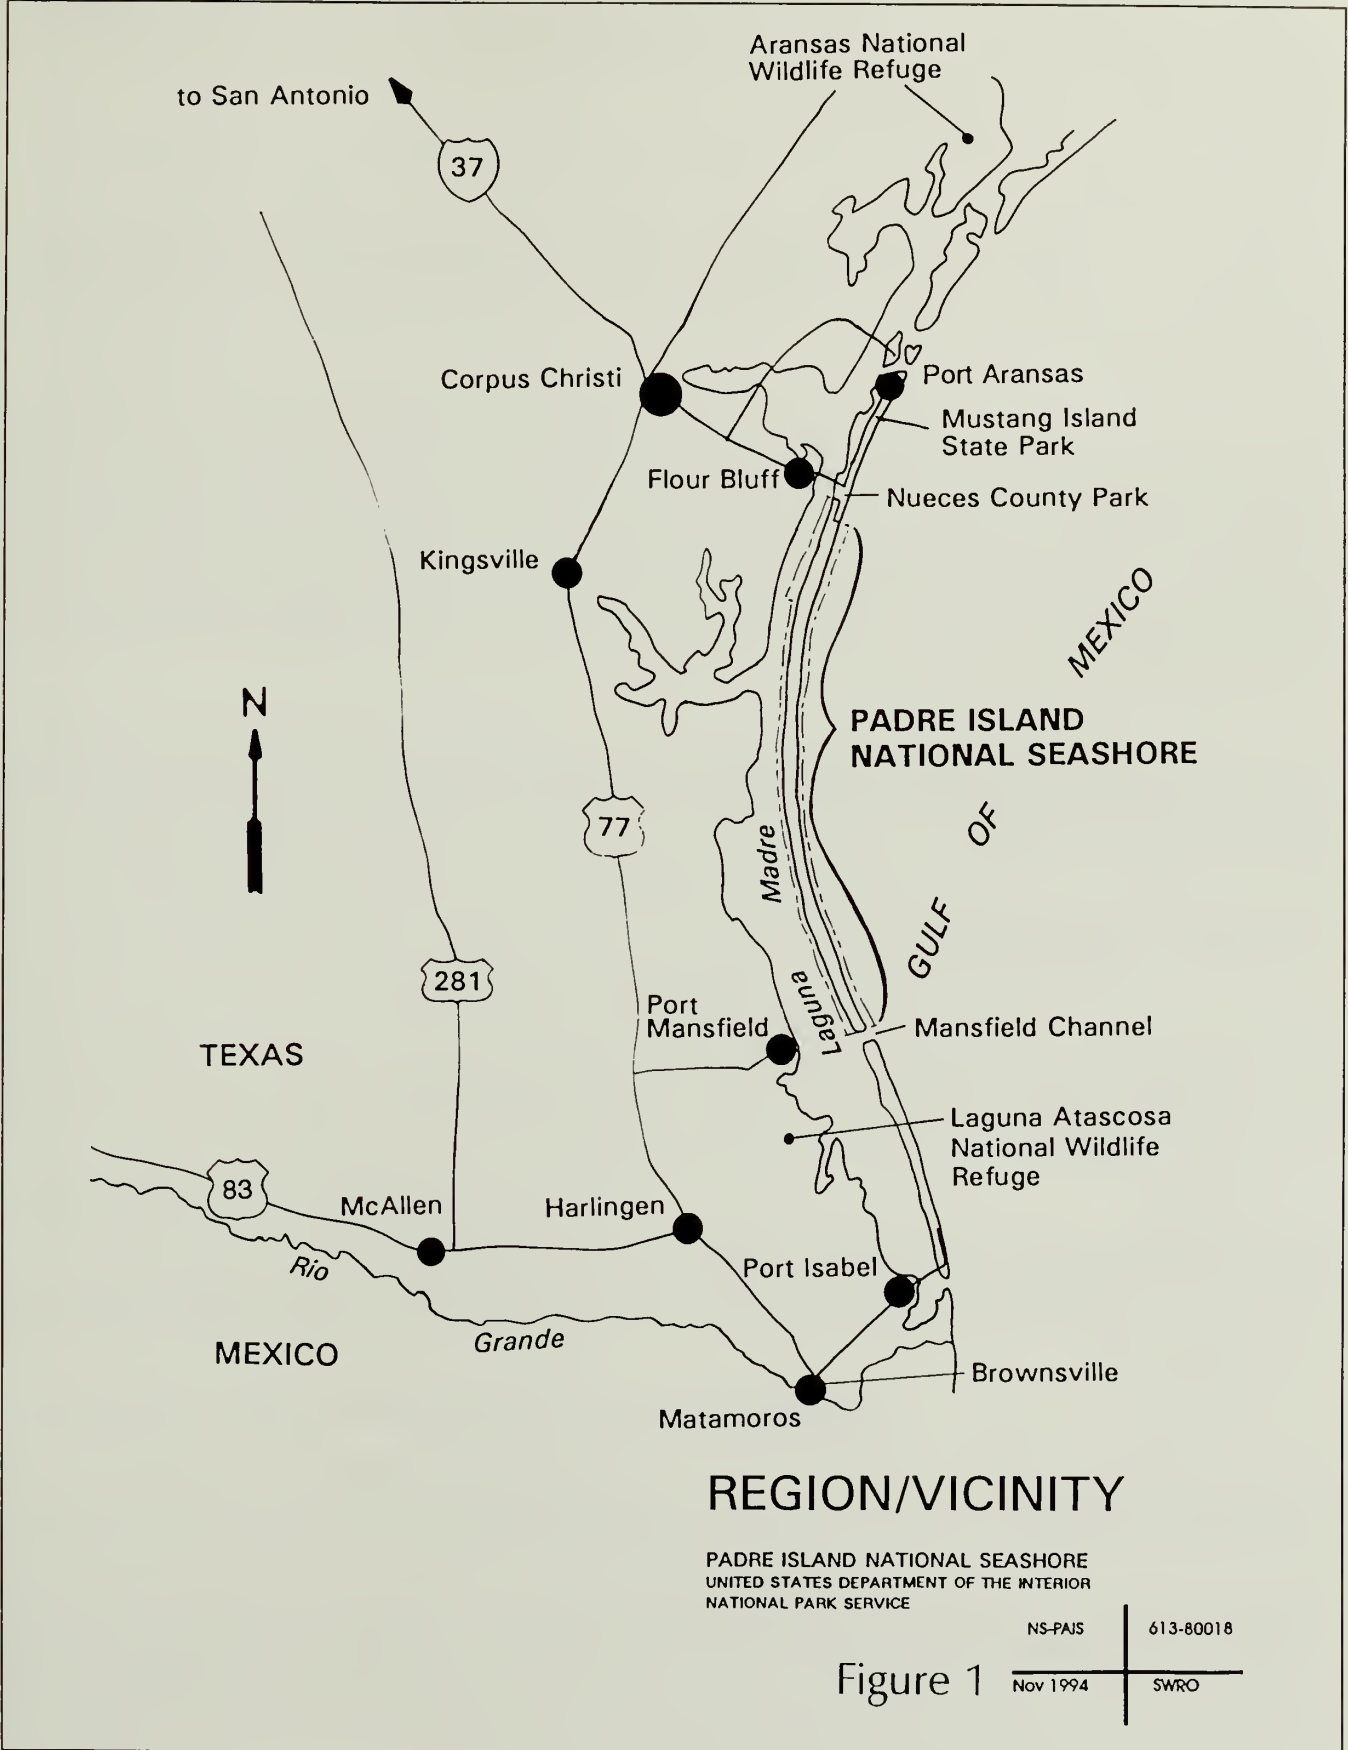 Aransas National
Wildlife Refuge
to San Antonio
37
Corpus Christi
Port Aransas
Mustang Island
State Park
Flour Bluff
Nueces County Park
Kingsville
MEXICO
N
PADRE ISLAND
NATIONAL SEASHORE
77
OF
Madre
GULF
281
Laguna
Port
Mansfield
Mansfield Channel
TEXAS
Laguna Atascosa
National Wildlife
Refuge
83
McAllen
Harlingen
Rio
Port Isabel
Grande
MEXICO
Brownsville
Matamoros
REGION/VICINITY
PADRE ISLAND NATIONAL SEASHORE
UNITED STATES DEPARTMENT OF THE INTERIOR
NATIONAL PARK SERVICE
NS-PAJS
613-80018
Figure 1
Nov 1994
SWRO